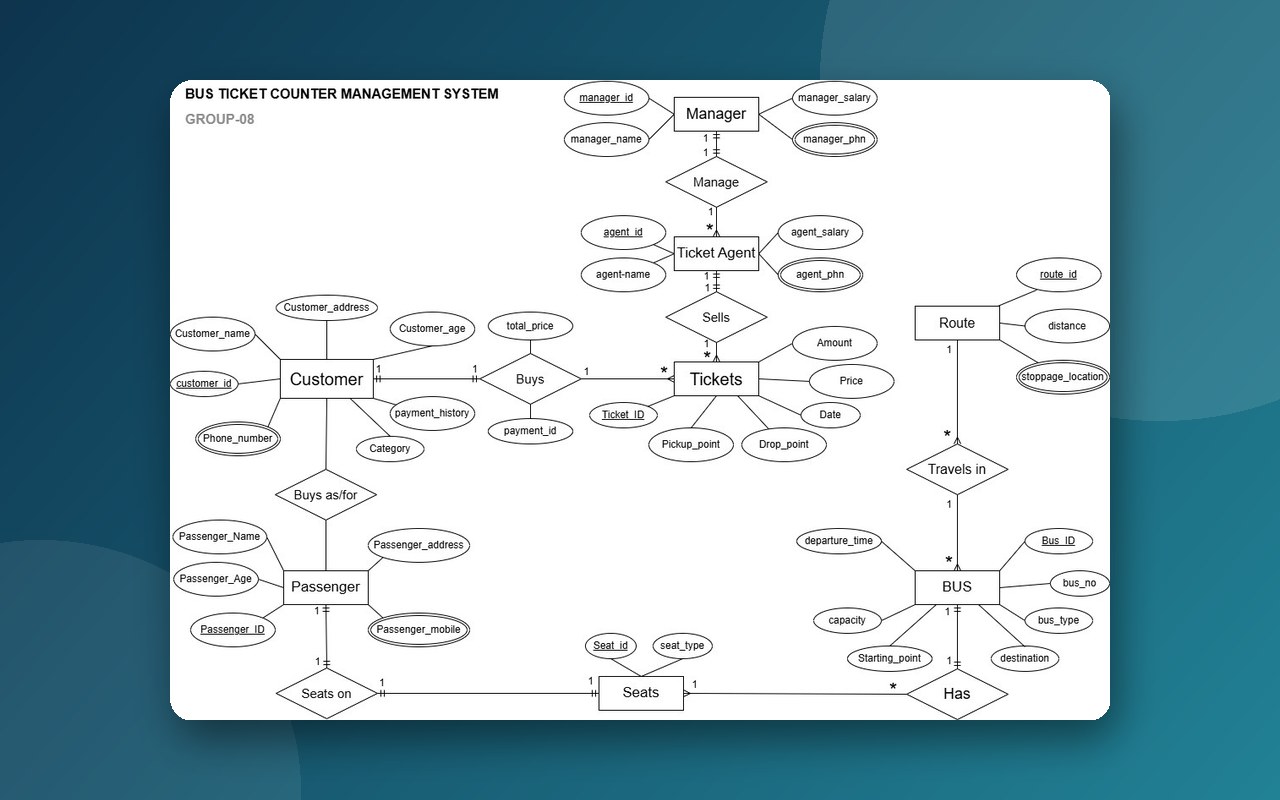 BUS TICKET COUNTER MANAGEMENT SYSTEM
GROUP-08
manager_id
manager_name
Manager
manager_salary
manager_phn
1
1
Manage
1
*
agent_id
agent-name
Ticket Agent
agent_salary
agent_phn
1
1
Sells
1
*
Customer_address
Customer_name
Customer_age
customer_id
Customer
Phone_number
payment_history
Category
1
1
total_price
Buys
payment_id
1
*
Tickets
Amount
Price
Date
Ticket_ID
Pickup_point
Drop_point
route_id
Route
distance
stoppage_location
1
*
Travels in
1
*
Buys as/for
Passenger_Name
Passenger_address
Passenger_Age
Passenger
Passenger_ID
Passenger_mobile
1
1
Seats on
1
1
Seat_id
seat_type
Seats
1
*
departure_time
Bus_ID
BUS
bus_no
capacity
bus_type
Starting_point
destination
1
1
Has